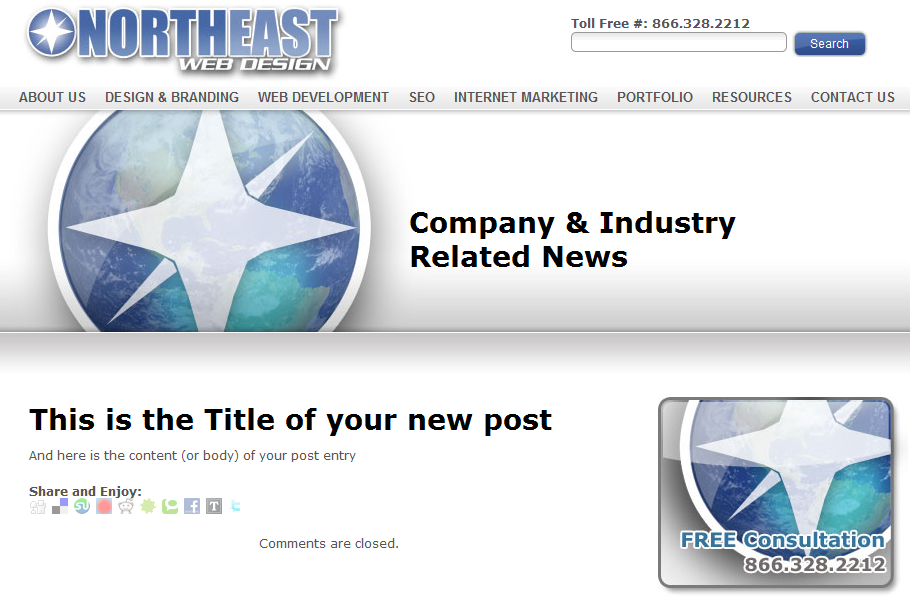 NORTHEAST
WEB DESIGN
Toll Free #: 866.328.2212
Search
ABOUT US DESIGN & BRANDING WEB DEVELOPMENT SEO INTERNET MARKETING PORTFOLIO RESOURCES CONTACT US
Company & Industry
Related News
This is the Title of your new post
And here is the content (or body) of your post entry
Share and Enjoy:
Comments are closed.
FREE Consultation
866.328.2212